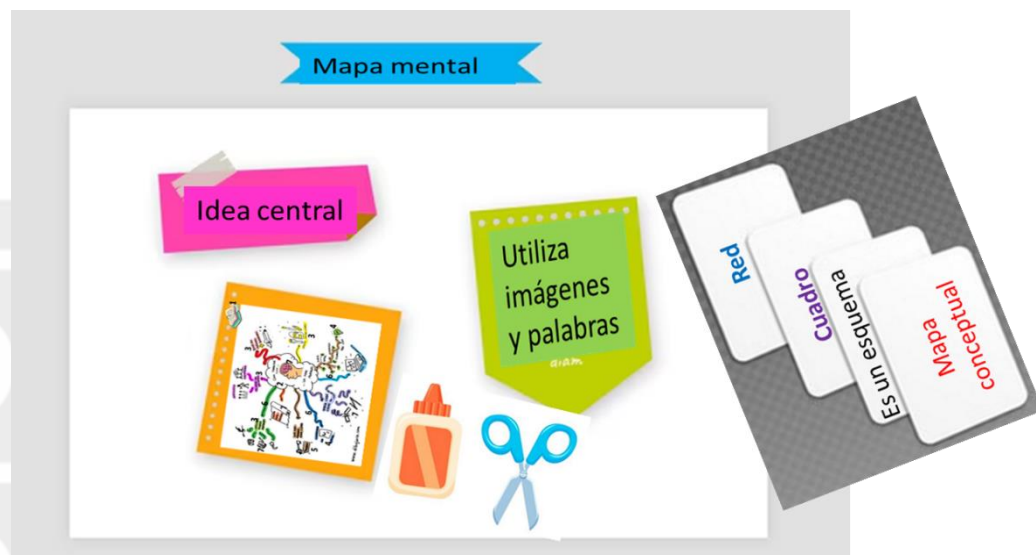 Mapa mental
Idea central
Utiliza
imágenes
y palabras
Red
Cuadro
Es un esquema
Mapa
conceptual